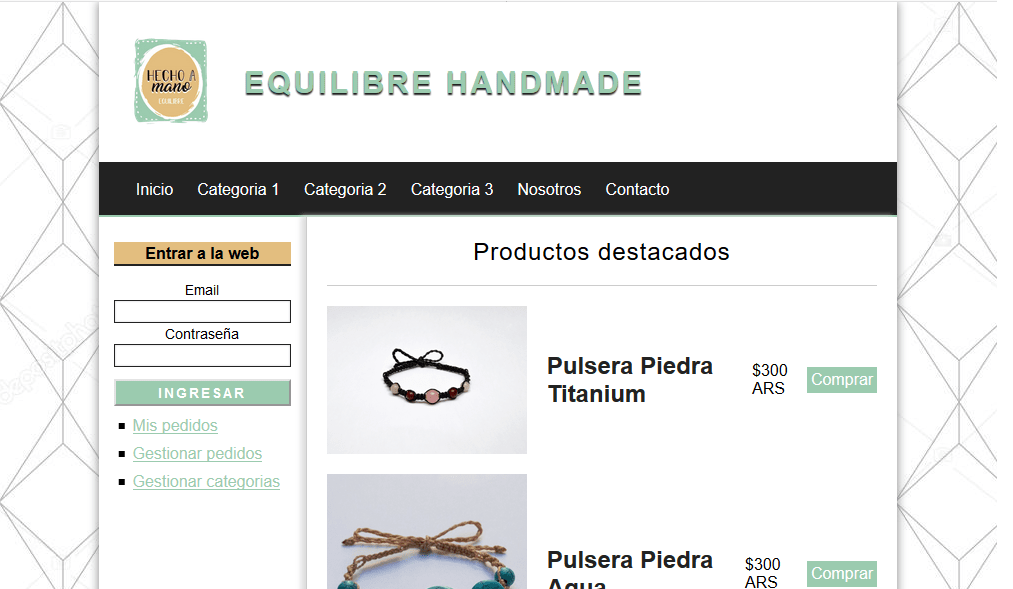 HECHO A
mano
EQUILIBRE
EQUILIBRE HANDMADE
Inicio Categoria 1 Categoria 2 Categoria 3 Nosotros Contacto
Entrar a la web
Email
Contraseña
INGRESAR
Mis pedidos
Gestionar pedidos
Gestionar categorias
Productos destacados
Pulsera Piedra
Titanium
$300
ARS
Comprar
Pulsera Piedra
Agua
$300
ARS
Comprar